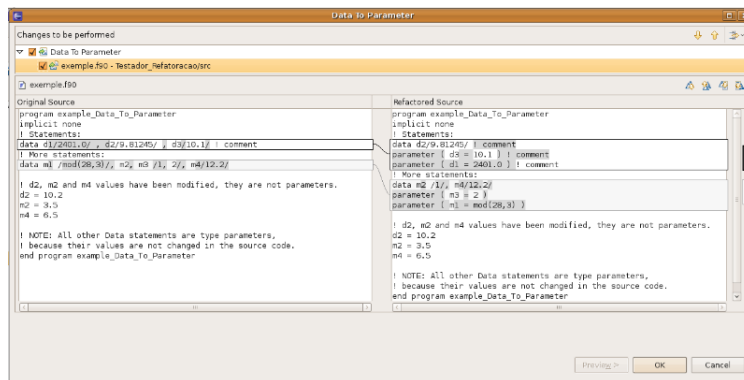 Data To Parameter
Changes to be performed
Data To Parameter
exemple.f90 - Testador_Refatoracao/src
exemple.f90
Original Source
program example_Data_To_Parameter
implicit none
! Statements:
data d1/2401.0/ , d2/9.81245/ , d3/10.1/ ! comment
! More statements:
data m1 /mod(28,3)/, m2, m3 /1, 2/, m4/12.2/
! d2, m2 and m4 values have been modified, they are not parameters.
d2 = 10.2
m2 = 3.5
m4 = 6.5
! NOTE: All other Data statements are type parameters,
! because their values are not changed in the source code.
end program example_Data_To_Parameter
Refactored Source
program example_Data_To_Parameter
implicit none
! Statements:
data d2/9.81245/ ! comment
parameter ( d3 = 10.1 ) ! comment
parameter ( d1 = 2401.0 ) ! comment
! More statements:
data m2 /1/, m4/12.2/
parameter ( m3 = 2 )
parameter ( m1 = mod(28,3) )
! d2, m2 and m4 values have been modified, they are not parameters.
d2 = 10.2
m2 = 3.5
m4 = 6.5
! NOTE: All other Data statements are type parameters,
! because their values are not changed in the source code.
end program example_Data_To_Parameter
Preview >
OK
Cancel